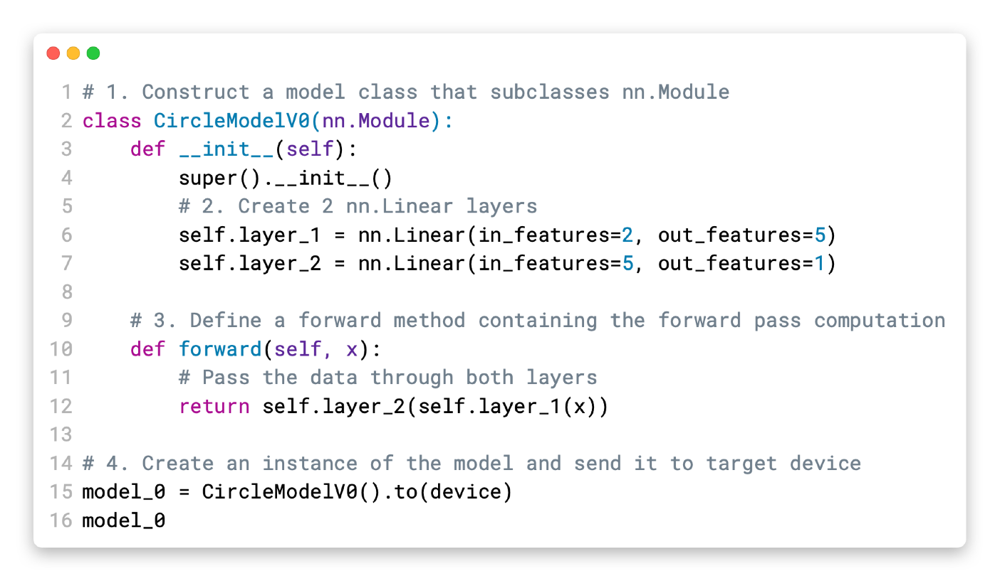 1 # 1. Construct a model class that subclasses nn.Module
2 class CircleModelV0(nn.Module):
3     def __init__(self):
4         super().__init__()
5         # 2. Create 2 nn.Linear layers
6         self.layer_1 = nn.Linear(in_features=2, out_features=5)
7         self.layer_2 = nn.Linear(in_features=5, out_features=1)
8
9     # 3. Define a forward method containing the forward pass computation
10     def forward(self, x):
11         # Pass the data through both layers
12         return self.layer_2(self.layer_1(x))
13
14 # 4. Create an instance of the model and send it to target device
15 model_0 = CircleModelV0().to(device)
16 model_0